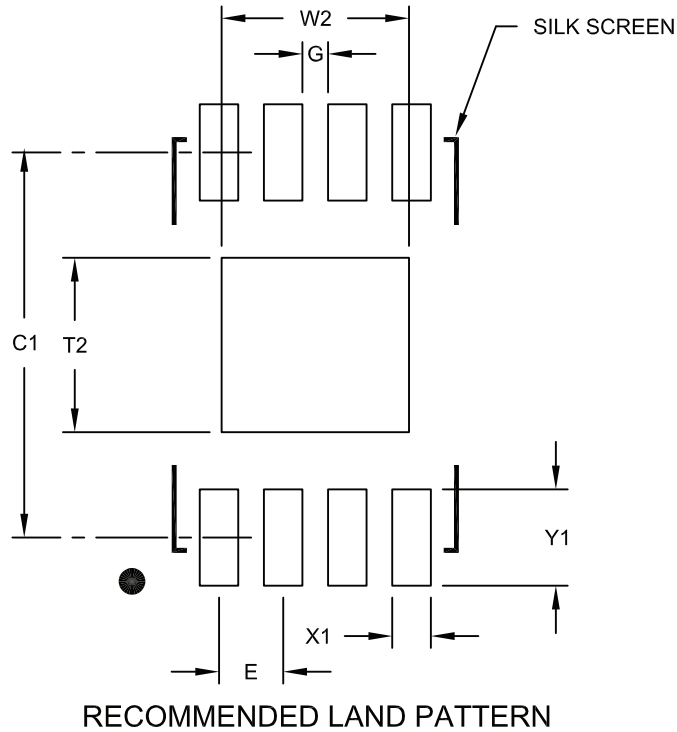 W2
SILK SCREEN
G
C1
T2
Y1
X1
E
RECOMMENDED LAND PATTERN